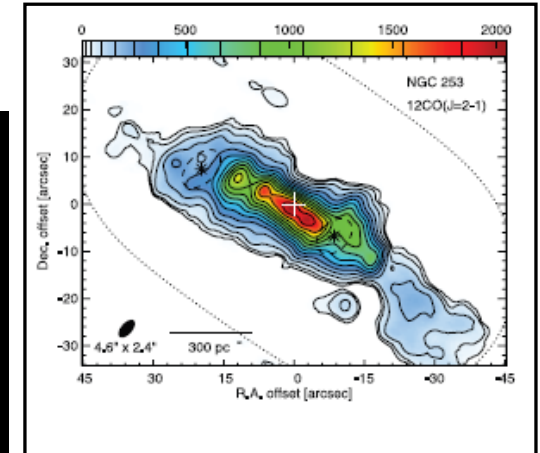 0 500 1000 1500 2000
NGC 253
12CO(J=2-1)
30
20
10
0
-10
-20
-30
Dec. offset [arcsec]
4.6" x 2.4"
300 pc
45 30 15 0 -15 -30 -45
R.A. offset [arcsec]